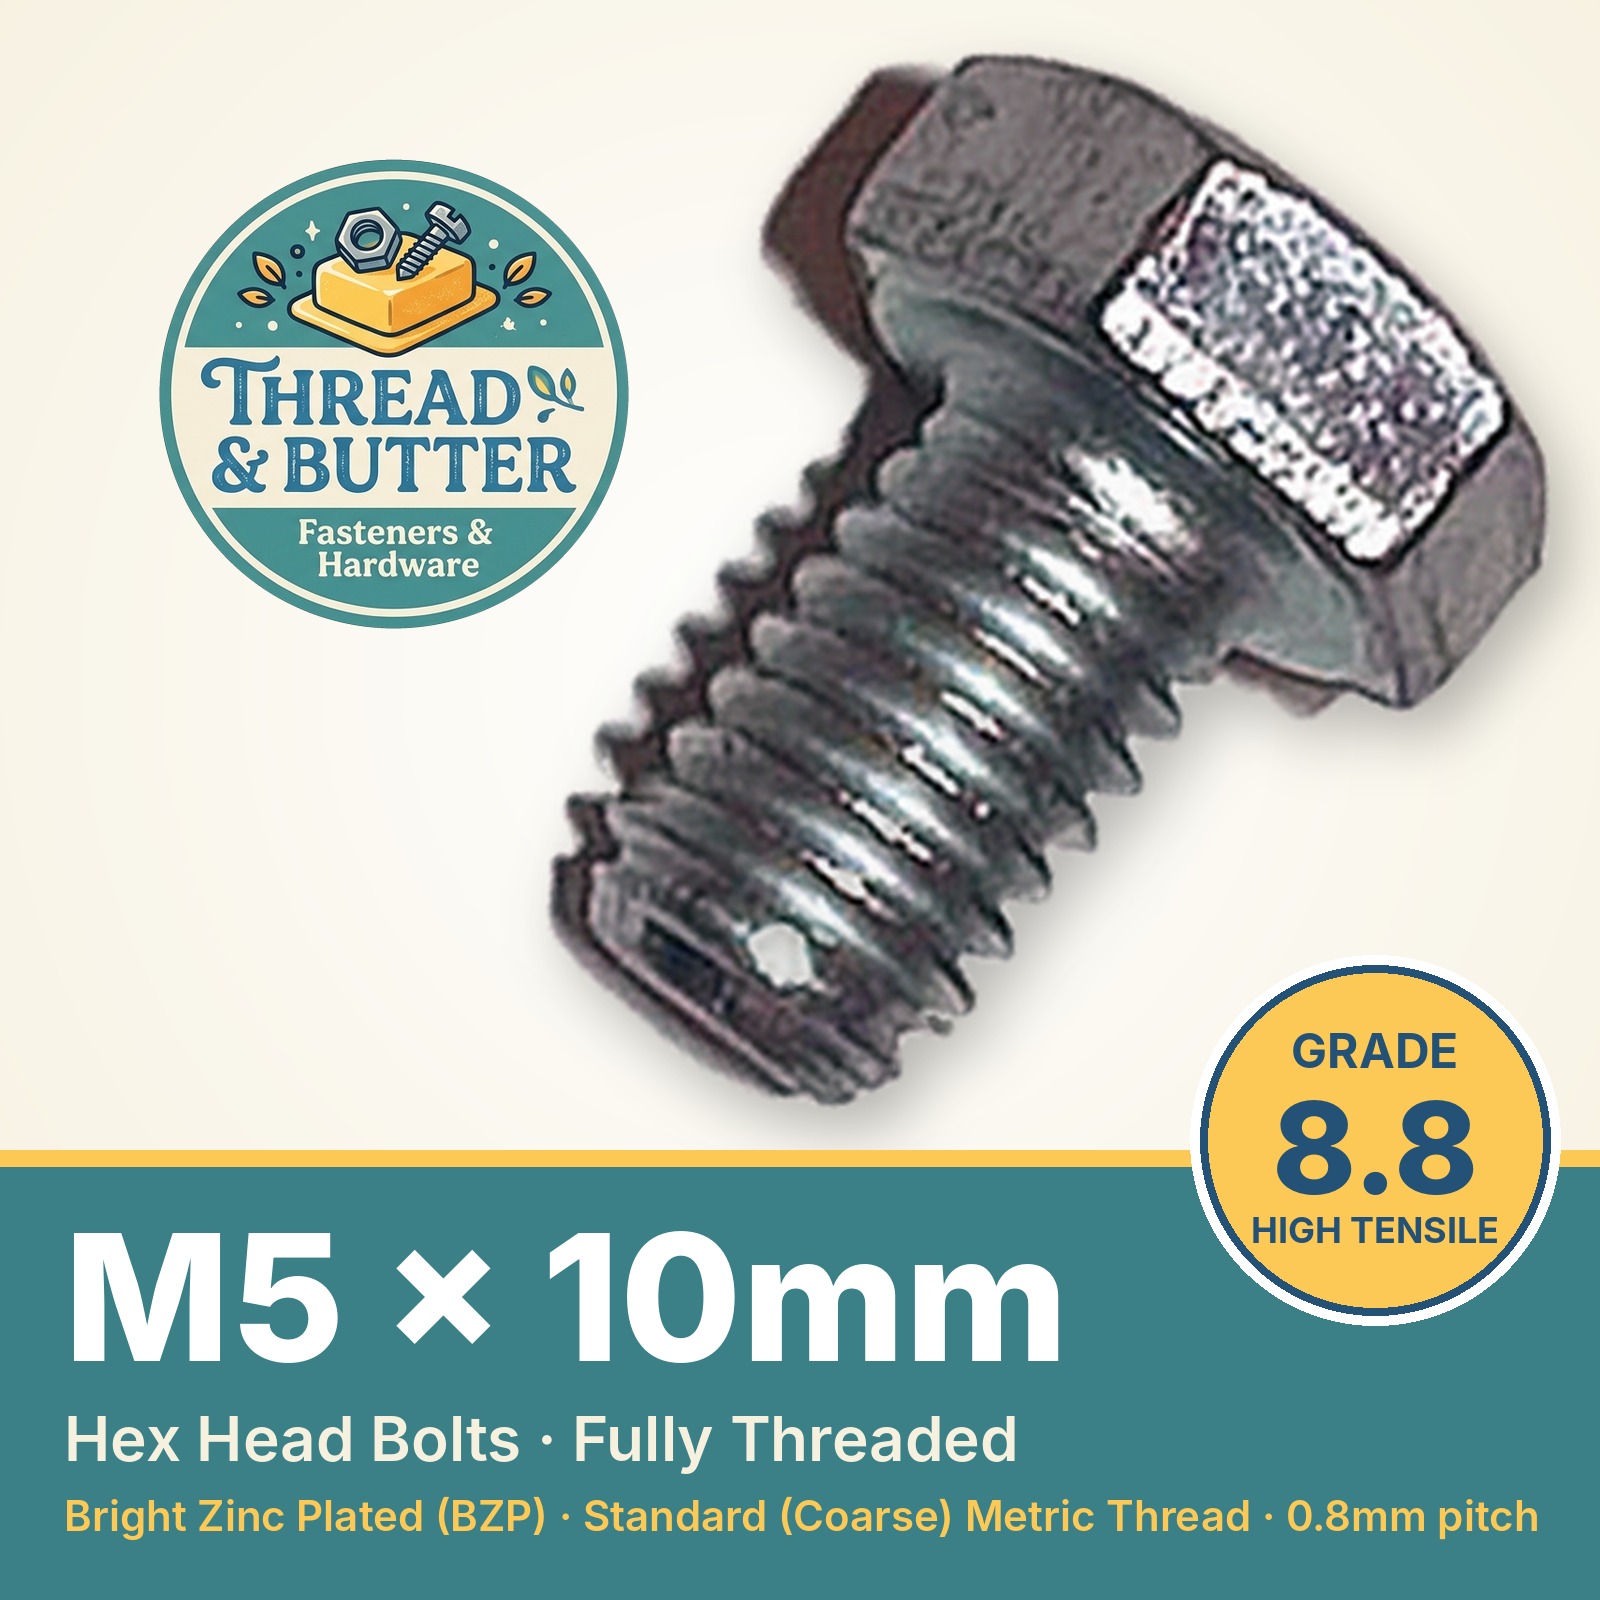 THREAD
& BUTTER
Fasteners &
Hardware
GRADE
8.8
HIGH TENSILE
M5 × 10mm
Hex Head Bolts · Fully Threaded
Bright Zinc Plated (BZP) · Standard (Coarse) Metric Thread · 0.8mm pitch